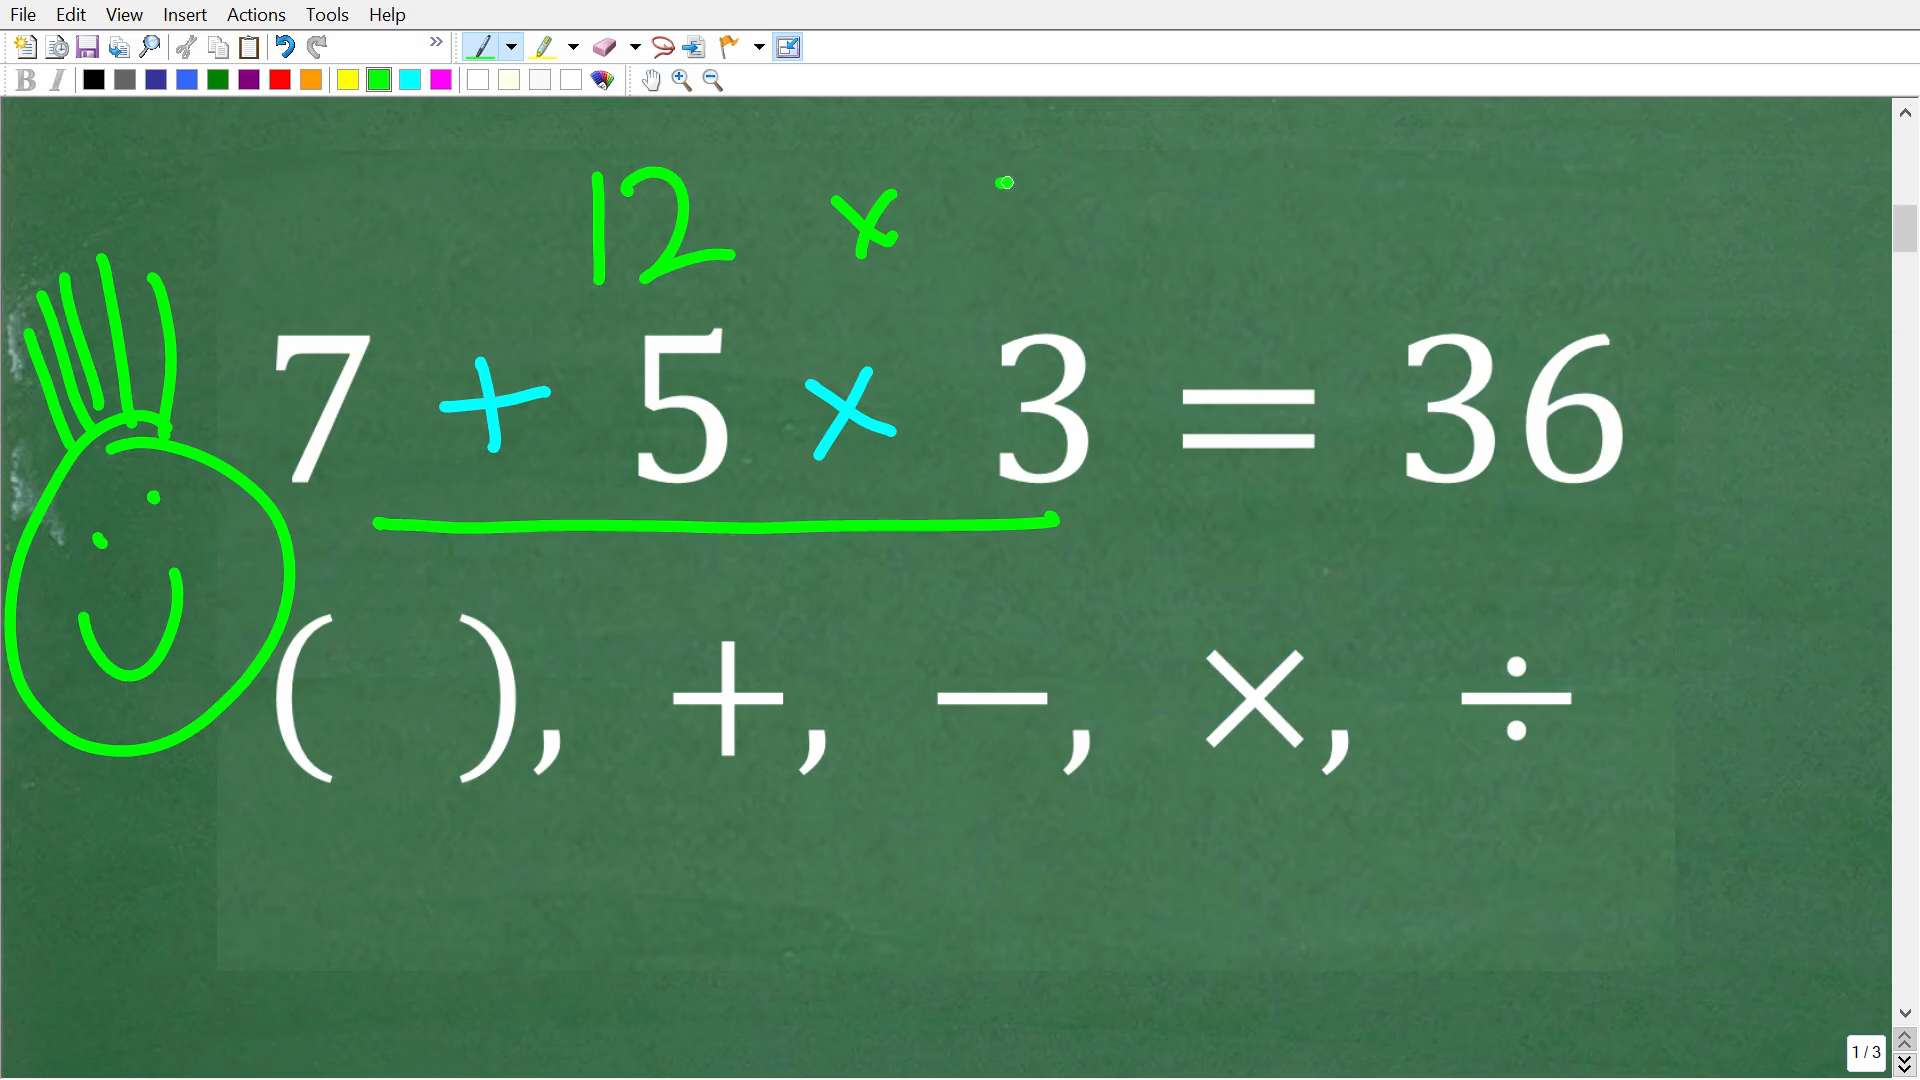 File Edit View Insert Actions Tools Help
B I
12 ×
7 + 5 × 3 = 36
( ), +, −, ×, ÷
1 / 3